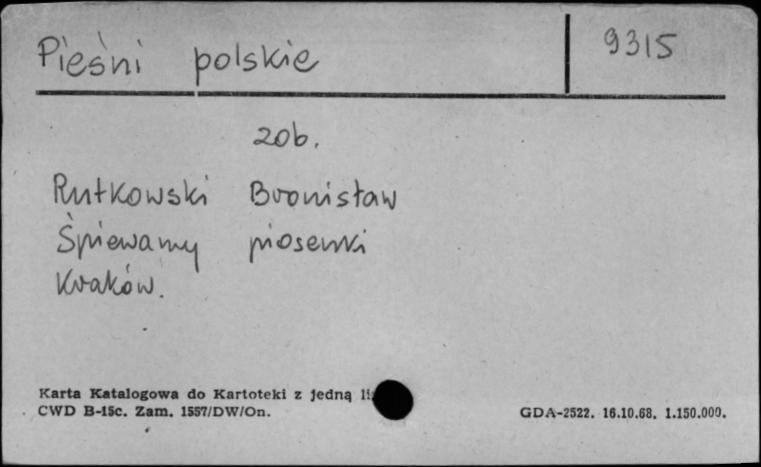 Pieśni polskie 9315
zob.
Rutkowski Bronisław
Śpiewamy piosenki
Kraków.
Karta Katalogowa do Kartoteki z jedną
CWD B-15c. Zam. 1557/DW/On. GDA-2522. 16.10.68. 1.150.000.